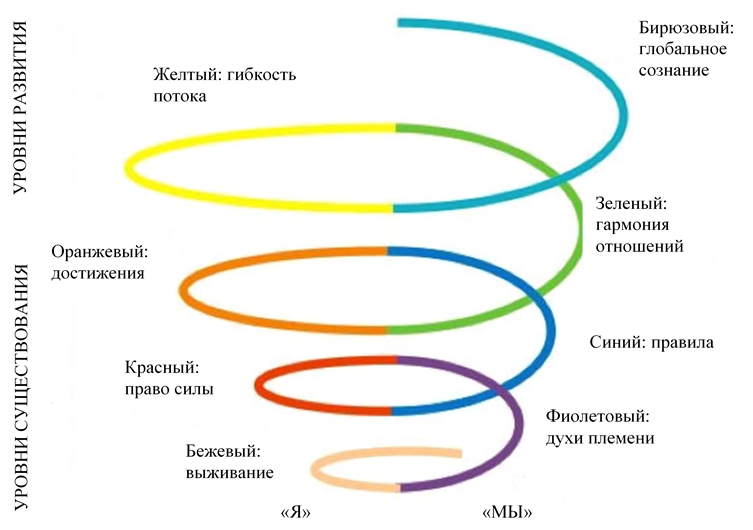 Бирюзовый:
глобальное
сознание
Желтый: гибкость
потока
УРОВНИ РАЗВИТИЯ
Зеленый:
гармония
отношений
Оранжевый:
достижения
УРОВНИ СУЩЕСТВОВАНИЯ
Синий: правила
Красный:
право силы
Фиолетовый:
духи племени
Бежевый:
выживание
«Я»
«МЫ»